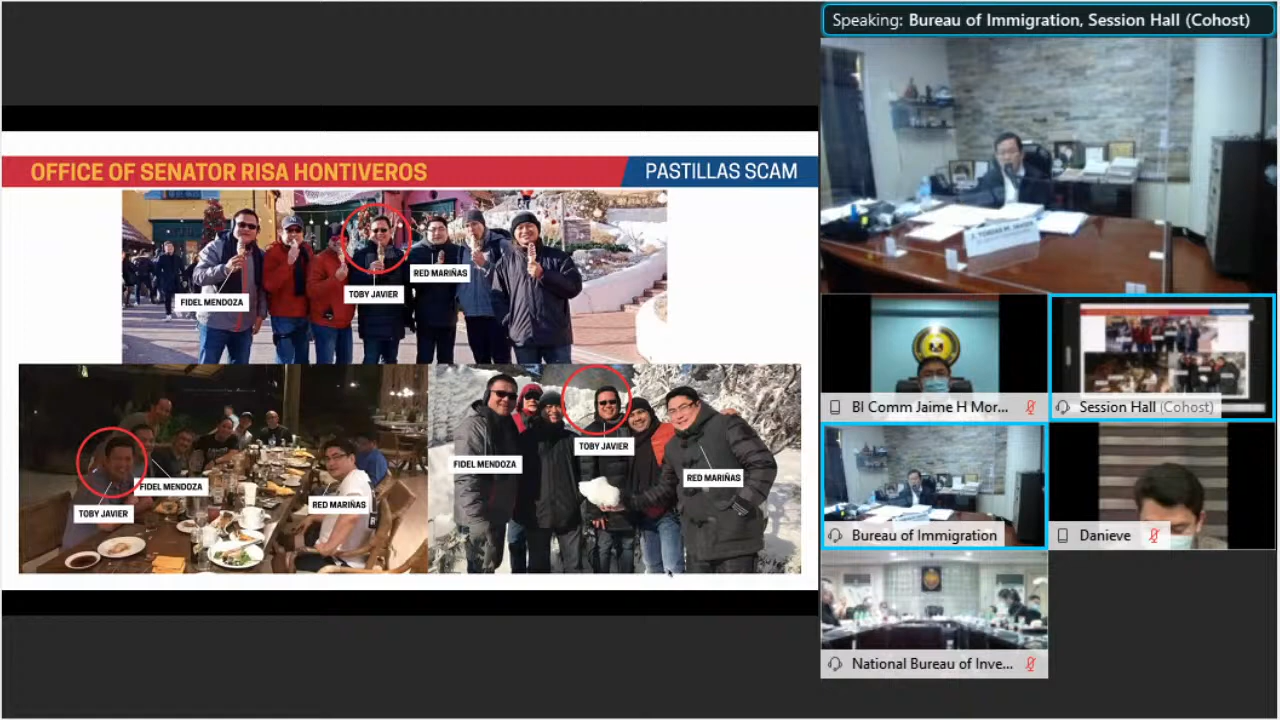 Speaking: Bureau of Immigration, Session Hall (Cohost)
OFFICE OF SENATOR RISA HONTIVEROS
PASTILLAS SCAM
FIDEL MENDOZA
TOBY JAVIER
RED MARIÑAS
TOBY JAVIER
FIDEL MENDOZA
RED MARIÑAS
FIDEL MENDOZA
TOBY JAVIER
RED MARIÑAS
BI Comm Jaime H Mor...
Session Hall (Cohost)
Bureau of Immigration
Danieve
National Bureau of Inve...